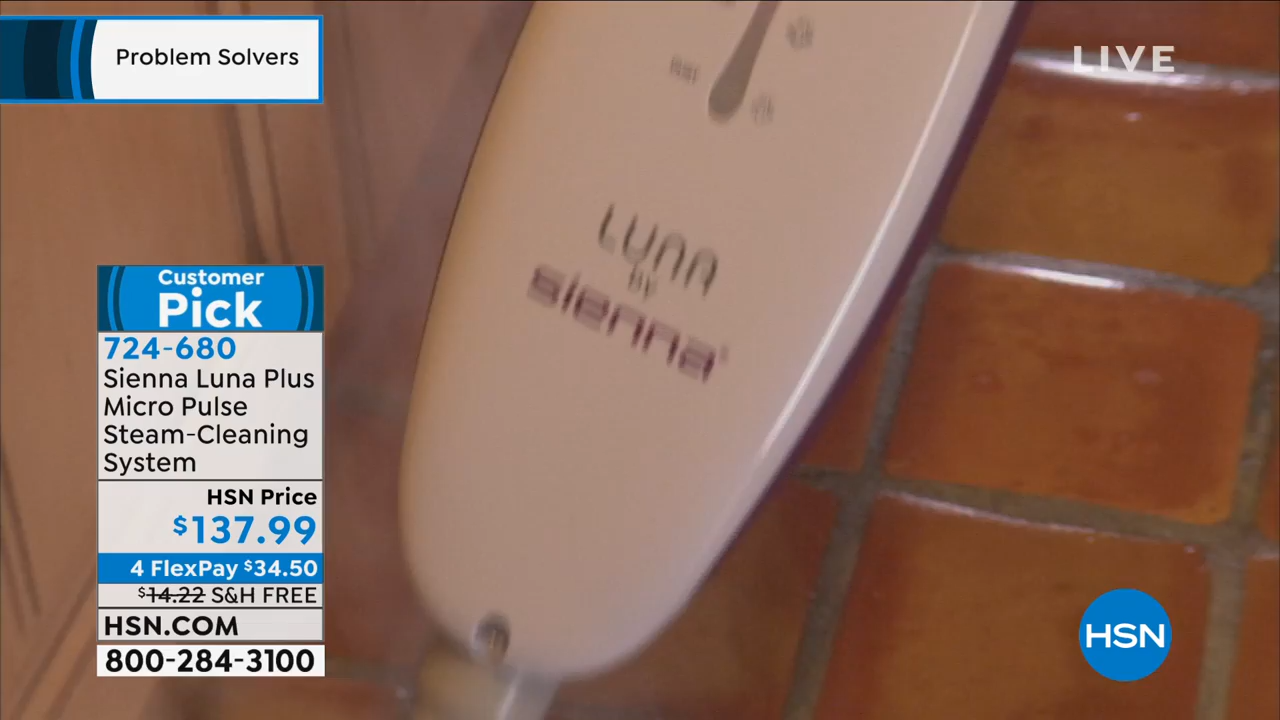 Problem Solvers
LIVE
LUNA
BY
sienna
Customer
Pick
724-680
Sienna Luna Plus
Micro Pulse
Steam-Cleaning
System
HSN Price
$137.99
4 FlexPay $34.50
$14.22 S&H FREE
HSN.COM
800-284-3100
HSN